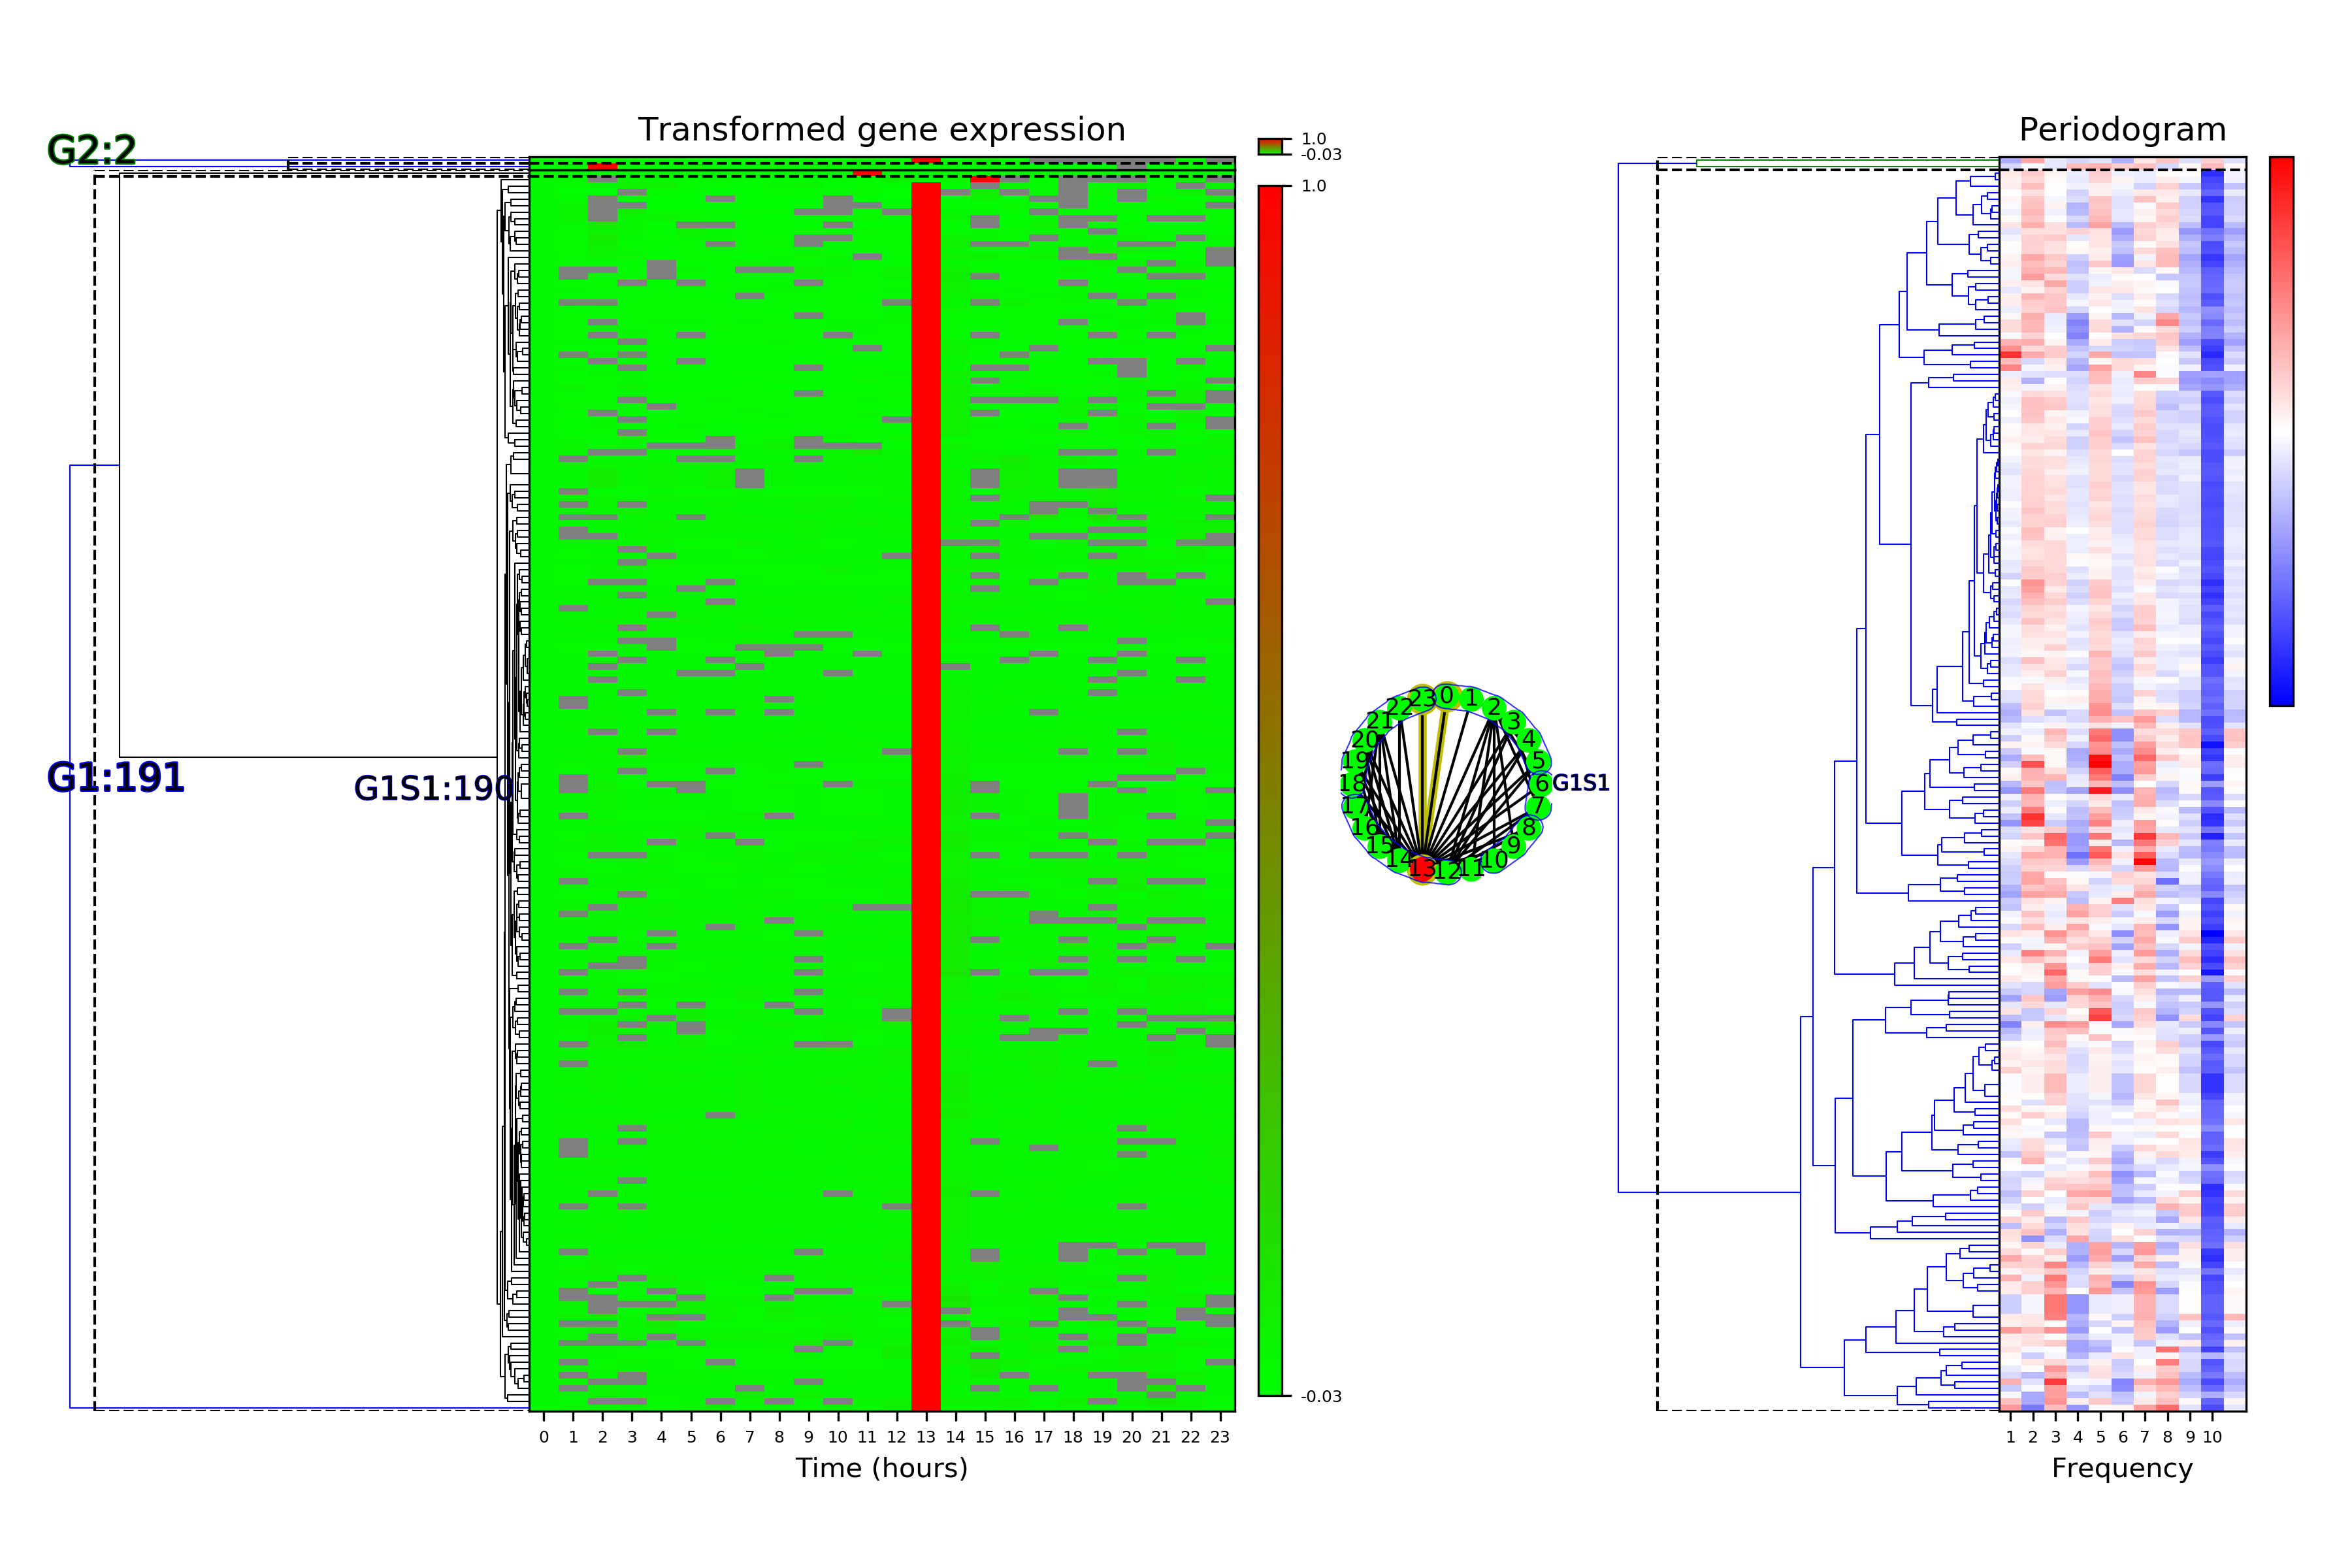 Transformed gene expression
Periodogram
G2:2
1.0
-0.03
1.0
G1:191
G1S1:190
23 0 1 2 3 4 5 6 7 8 9 10 11 12 13 14 15 16 17 18 19 20 21 22
G1S1
-0.03
0 1 2 3 4 5 6 7 8 9 10 11 12 13 14 15 16 17 18 19 20 21 22 23
1 2 3 4 5 6 7 8 9 10
Time (hours)
Frequency